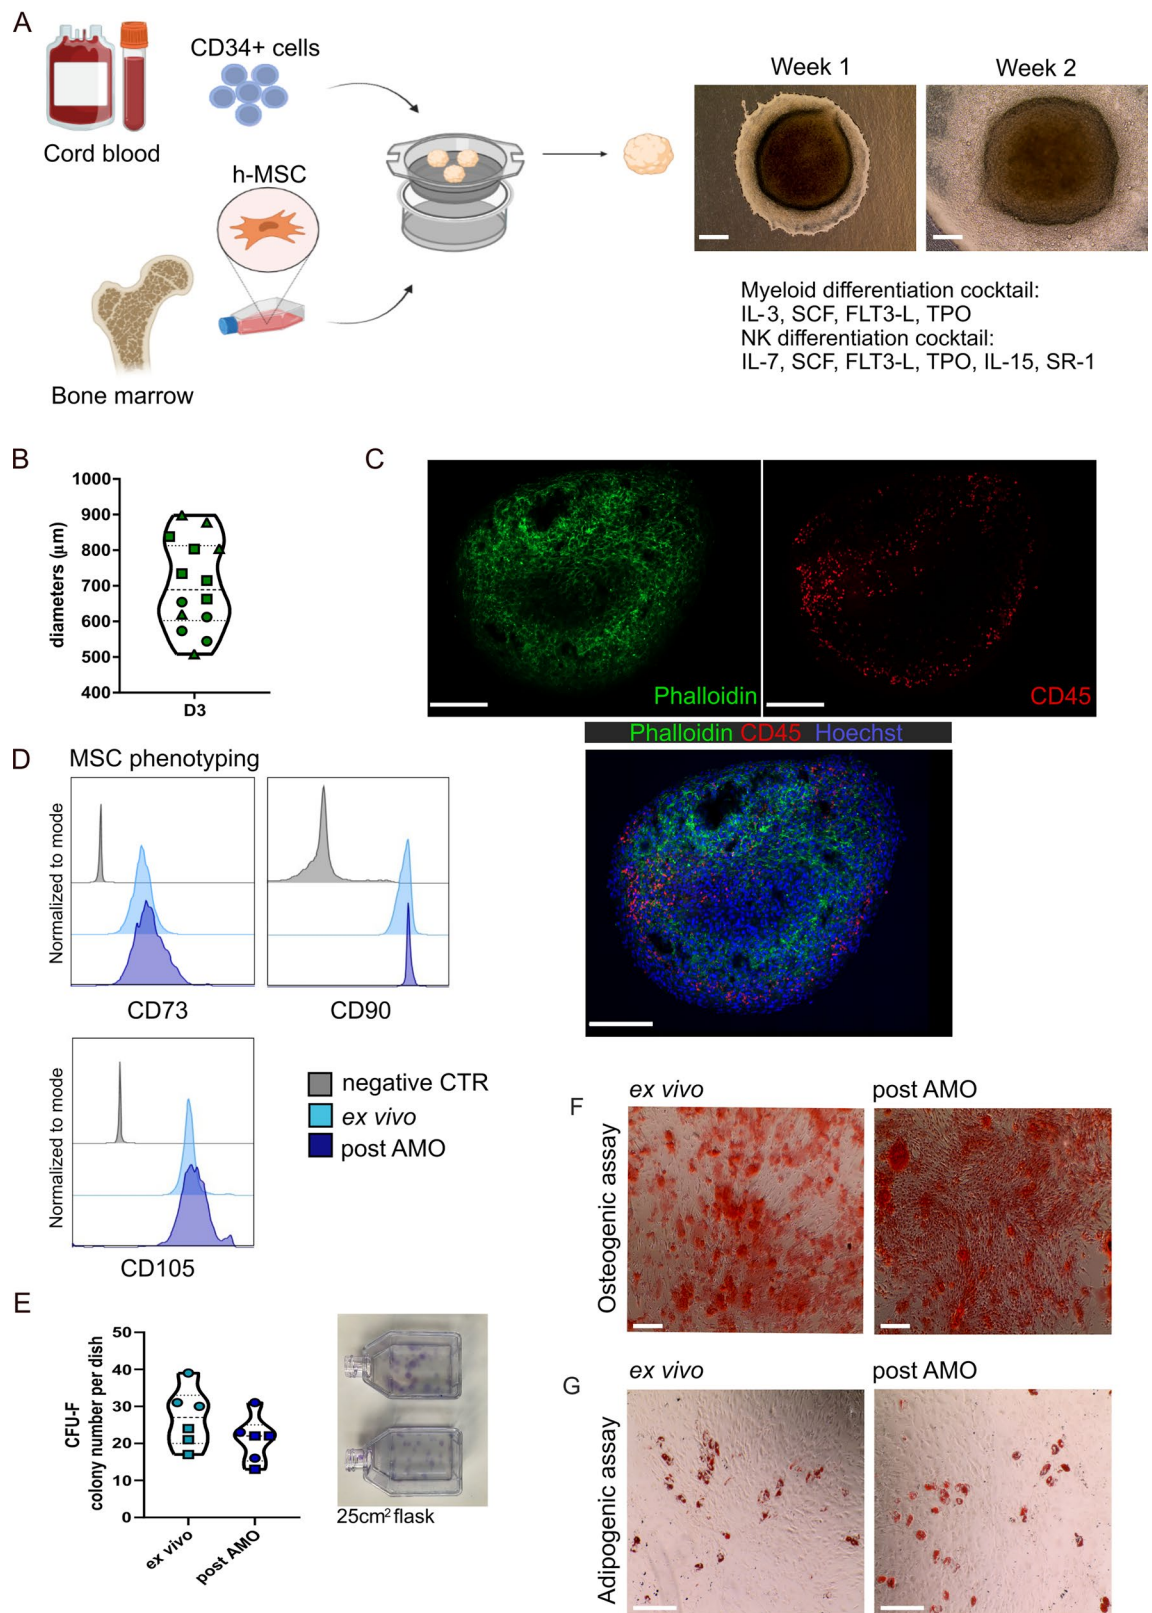 A
CD34+ cells
Cord blood
h-MSC
Bone marrow
Week 1
Week 2
Myeloid differentiation cocktail:
IL-3, SCF, FLT3-L, TPO
NK differentiation cocktail:
IL-7, SCF, FLT3-L, TPO, IL-15, SR-1
B
diameters (μm)
1000
900
800
700
600
500
400
D3
C
Phalloidin
CD45
Phalloidin CD45 Hoechst
D
MSC phenotyping
Normalized to mode
CD73
CD90
Normalized to mode
CD105
negative CTR
ex vivo
post AMO
E
CFU-F
colony number per dish
50
40
30
20
10
0
ex vivo
post AMO
25cm² flask
F
ex vivo
post AMO
Osteogenic assay
G
ex vivo
post AMO
Adipogenic assay